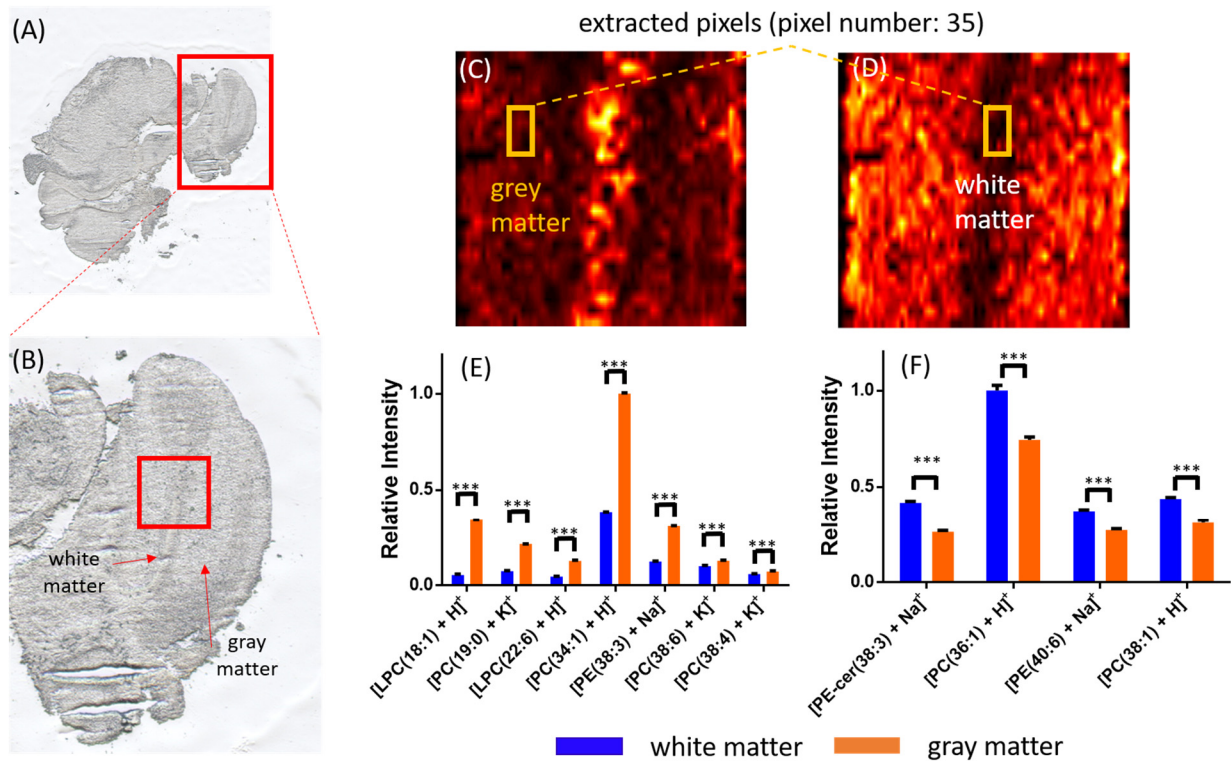 extracted pixels (pixel number: 35)
(A)
(C)
(D)
grey
matter
white
matter
(B)
white
matter
gray
matter
(E)
Relative Intensity
1.0
0.5
0.0
***
***
***
***
***
***
***
[LPC(18:1) + H]⁺
[PC(19:0) + K]⁺
[LPC(22:6) + H]⁺
[PC(34:1) + H]⁺
[PE(38:3) + Na]⁺
[PC(38:6) + K]⁺
[PC(38:4) + K]⁺
(F)
Relative Intensity
1.0
0.5
0.0
***
***
***
***
[PE-cer(38:3) + Na]⁺
[PC(36:1) + H]⁺
[PE(40:6) + Na]⁺
[PC(38:1) + H]⁺
white matter
gray matter